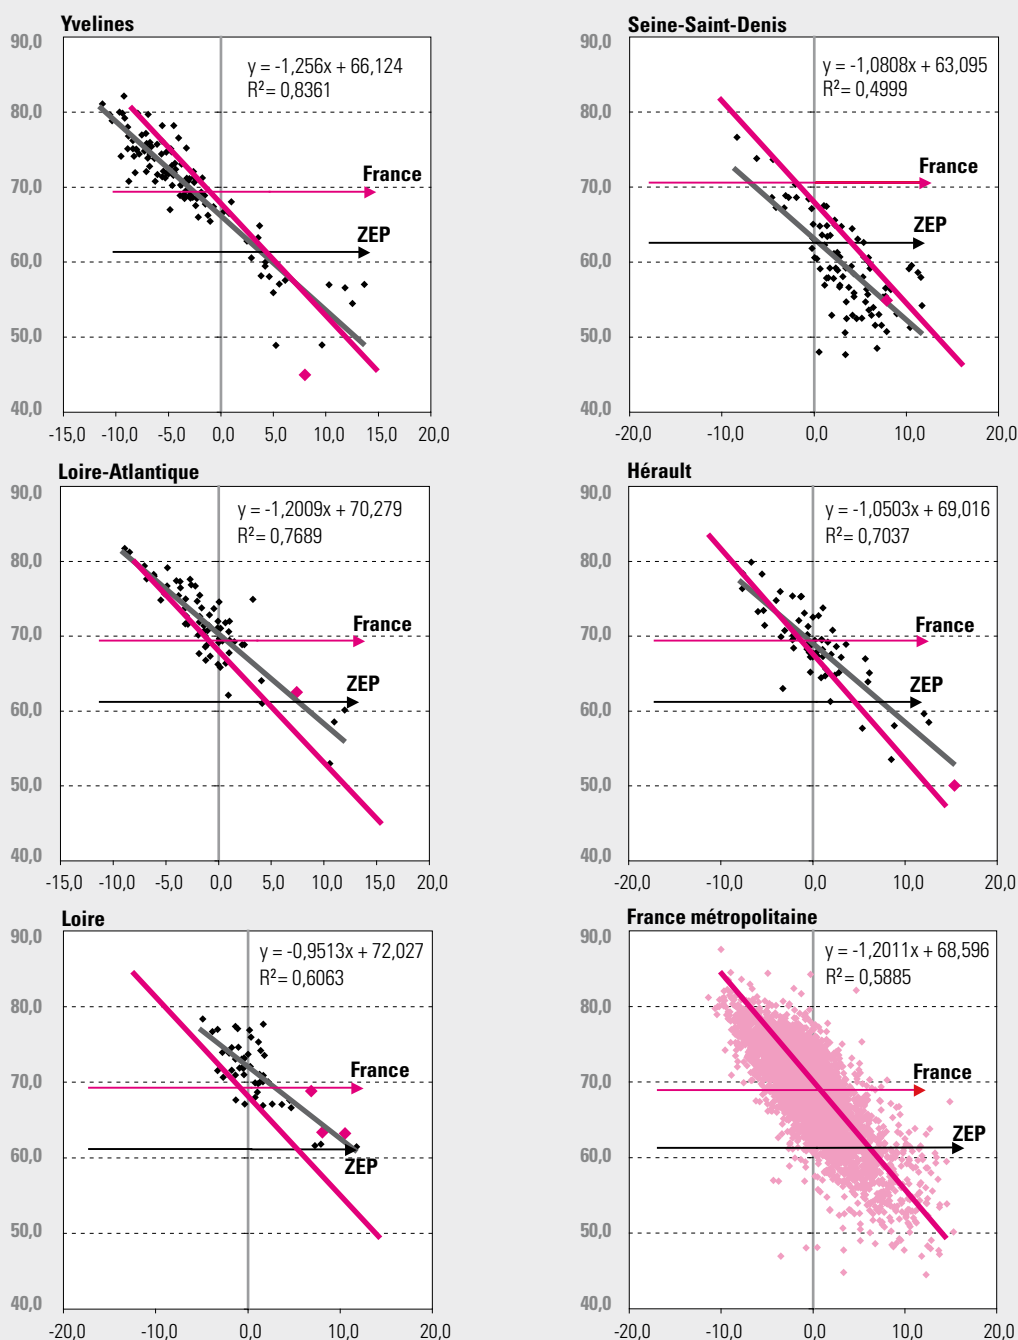 Yvelines
90,0
80,0
70,0
60,0
50,0
40,0
y = -1,256x + 66,124
R² = 0,8361
France
ZEP
-15,0 -10,0 -5,0 0,0 5,0 10,0 15,0 20,0
Seine-Saint-Denis
90,0
80,0
70,0
60,0
50,0
40,0
y = -1,0808x + 63,095
R² = 0,4999
France
ZEP
-20,0 -10,0 0,0 10,0 20,0
Loire-Atlantique
90,0
80,0
70,0
60,0
50,0
40,0
y = -1,2009x + 70,279
R² = 0,7689
France
ZEP
-15,0 -10,0 -5,0 0,0 5,0 10,0 15,0 20,0
Hérault
90,0
80,0
70,0
60,0
50,0
40,0
y = -1,0503x + 69,016
R² = 0,7037
France
ZEP
-20,0 -10,0 0,0 10,0 20,0
Loire
90,0
80,0
70,0
60,0
50,0
40,0
y = -0,9513x + 72,027
R² = 0,6063
France
ZEP
-20,0 -10,0 0,0 10,0 20,0
France métropolitaine
90,0
80,0
70,0
60,0
50,0
40,0
y = -1,2011x + 68,596
R² = 0,5885
France
ZEP
-20,0 -10,0 0,0 10,0 20,0